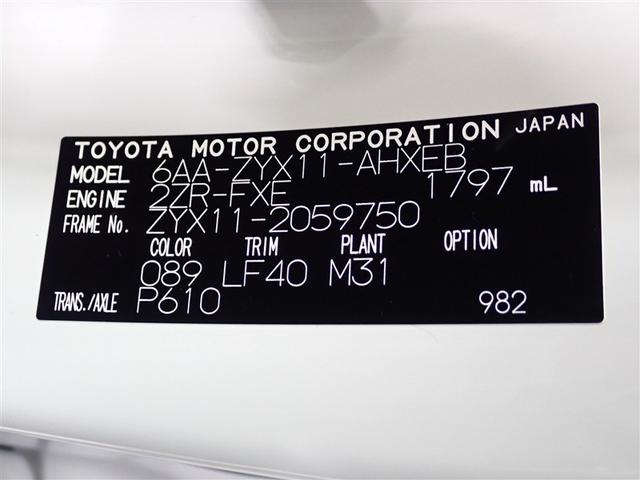 TOYOTA MOTOR CORPORATION JAPAN
MODEL 6AA-ZYX11-AHXEB
ENGINE 2ZR-FXE 1797 mL
FRAME No. ZYX11-2059750
COLOR TRIM PLANT OPTION
089 LF40 M31
TRANS./AXLE P610 982